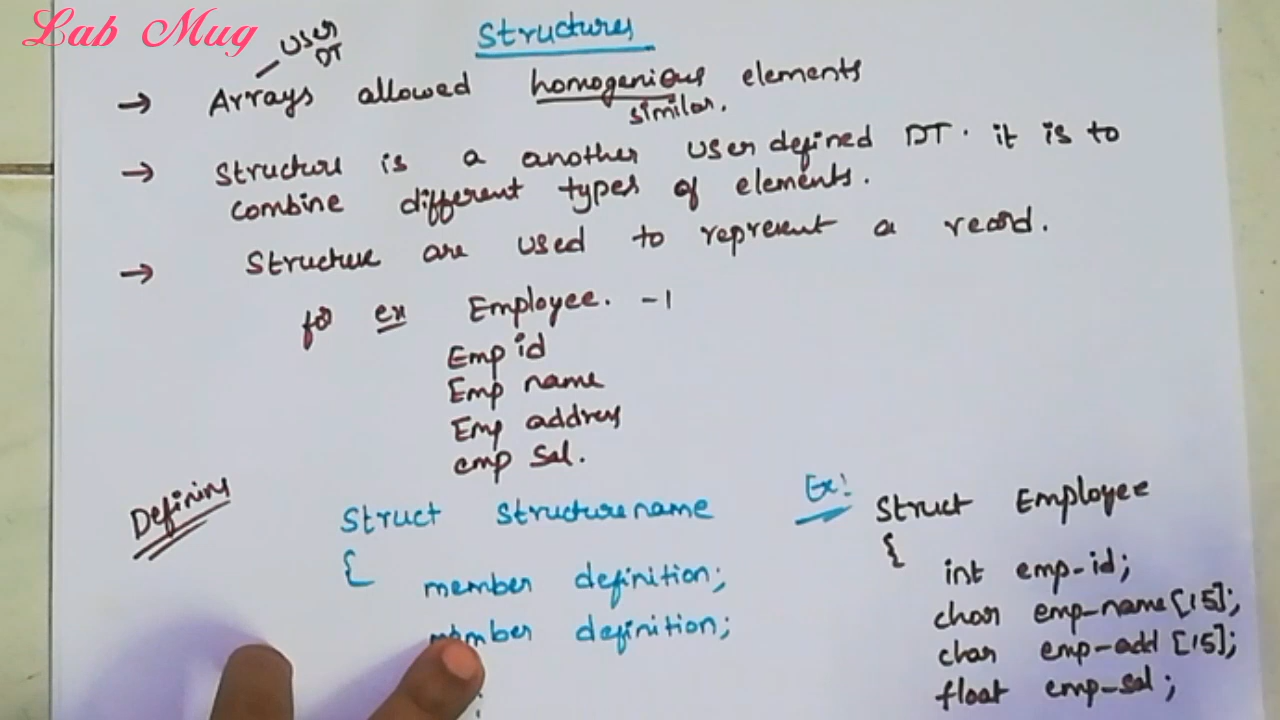 Lab Mug
User
DT
Structures
→ Arrays allowed homogenious elements
similar.
→ Structure is a another user defined DT. it is to
combine different types of elements.
→ Structure are used to represent a record.
for ex Employee. -1
Emp id
Emp name
Emp address
emp sal.
Defining
Struct Structurename
{
member definition;
member definition;
Ex:
Struct Employee
{
int emp-id;
char emp-name[15];
char emp-add [15];
float emp-sal;